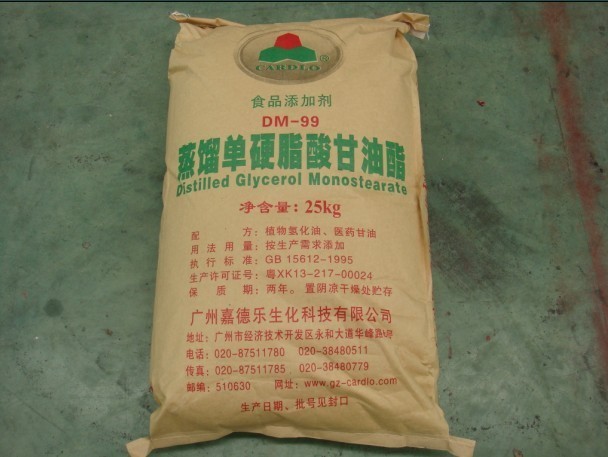 CARDLO®
食品添加剂
DM-99
蒸馏单硬脂酸甘油酯
Distilled Glycerol Monostearate
净含量：25kg
配 方：植物氢化油、医药甘油
用法用量：按生产需求添加
执行标准：GB 15612-1995
生产许可证号：粤XK13-217-00024
保 质 期：两年。置阴凉干燥处贮存
广州嘉德乐生化科技有限公司
地址：广州市经济技术开发区永和大道华峰路
电话：020-87511780 020-38480511
传真：020-87511785 020-38480779
邮编：510630 网址：www.gz-cardlo.com
生产日期、批号见封口